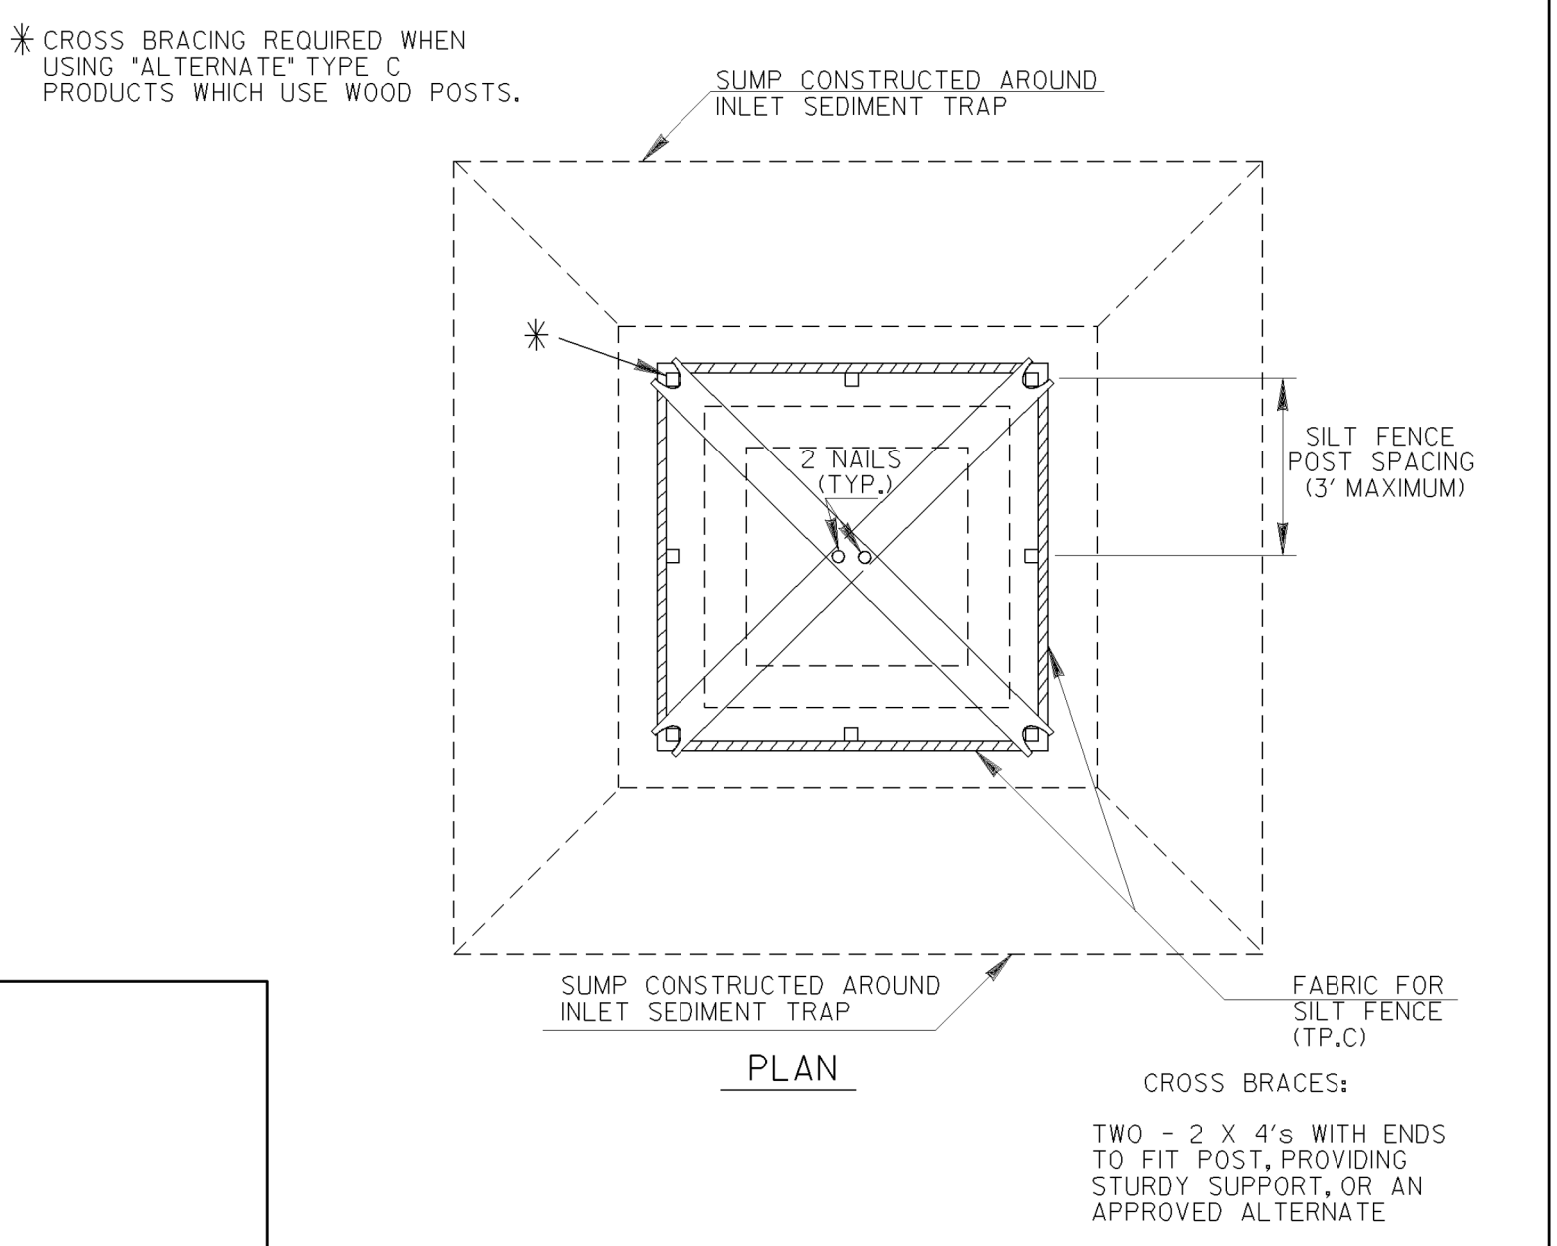 * CROSS BRACING REQUIRED WHEN
USING "ALTERNATE" TYPE C
PRODUCTS WHICH USE WOOD POSTS.
SUMP CONSTRUCTED AROUND
INLET SEDIMENT TRAP
*
2 NAILS
(TYP.)
SILT FENCE
POST SPACING
(3' MAXIMUM)
SUMP CONSTRUCTED AROUND
INLET SEDIMENT TRAP
FABRIC FOR
SILT FENCE
(TP.C)
PLAN
CROSS BRACES:
TWO - 2 X 4's WITH ENDS
TO FIT POST, PROVIDING
STURDY SUPPORT, OR AN
APPROVED ALTERNATE